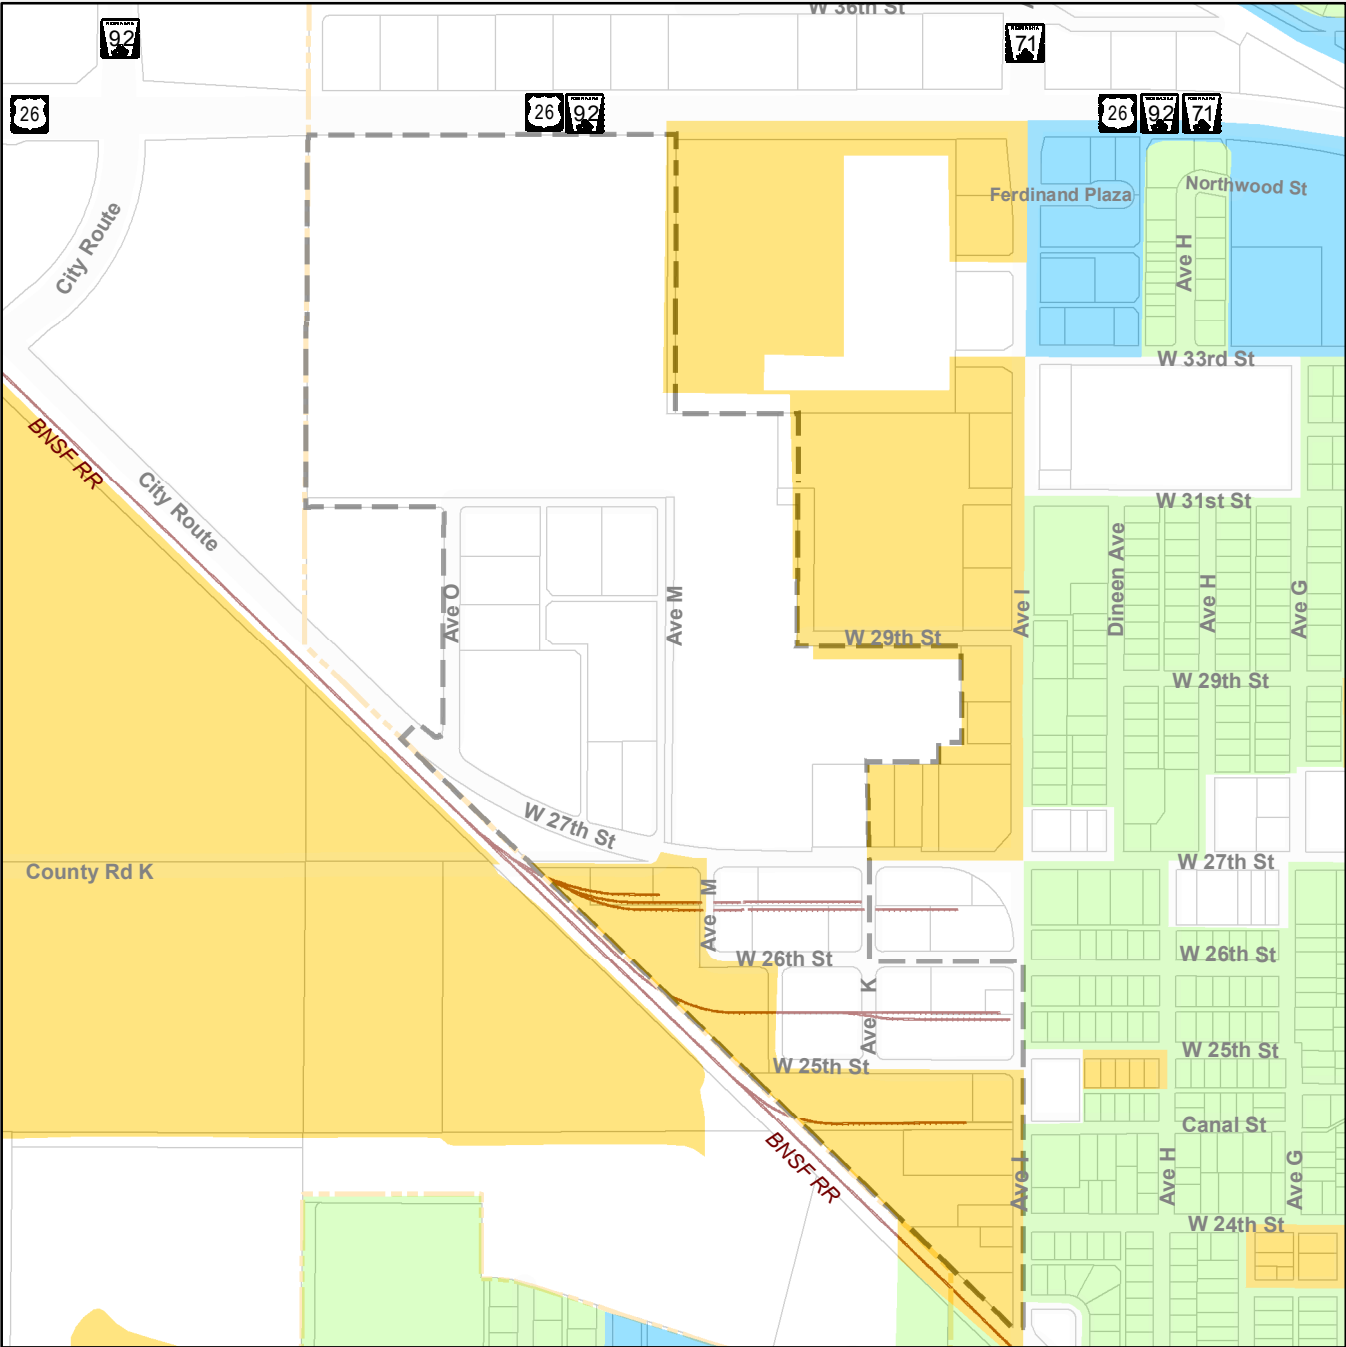 W 36th St
92
71
26
26
92
26
92
71
Ferdinand Plaza
Northwood St
City Route
Ave H
W 33rd St
BNSF RR
City Route
W 31st St
Ave O
Ave M
Ave I
Dineen Ave
Ave H
Ave G
W 29th St
W 29th St
W 27th St
County Rd K
W 27th St
Ave M
W 26th St
W 26th St
Ave K
W 25th St
W 25th St
Canal St
BNSF RR
Ave I
Ave H
Ave G
W 24th St